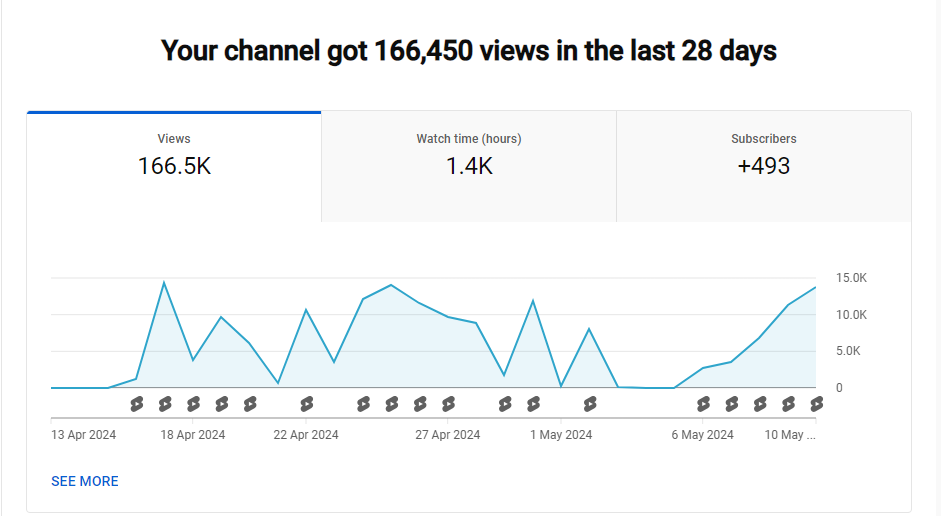 Your channel got 166,450 views in the last 28 days
Views
166.5K
Watch time (hours)
1.4K
Subscribers
+493
15.0K
10.0K
5.0K
0
13 Apr 2024
18 Apr 2024
22 Apr 2024
27 Apr 2024
1 May 2024
6 May 2024
10 May ...
SEE MORE